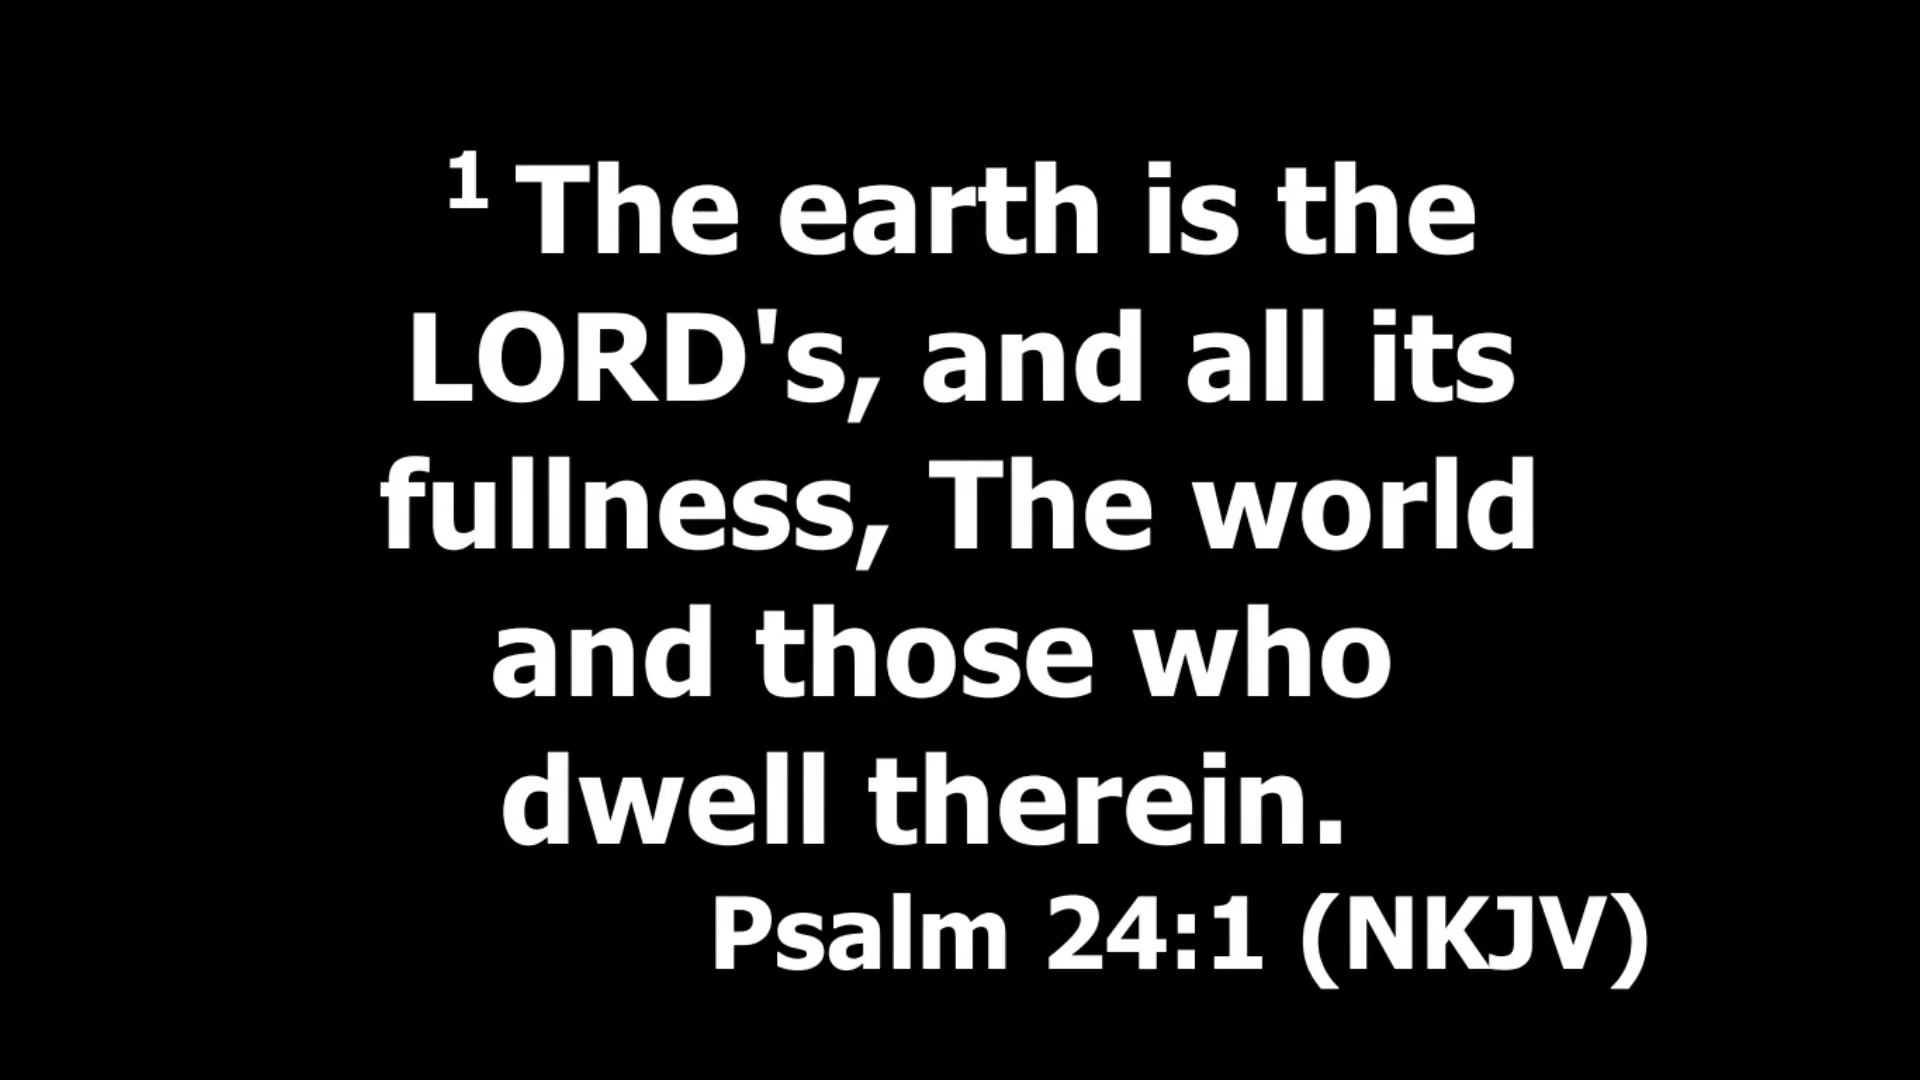 1 The earth is the
LORD's, and all its
fullness, The world
and those who
dwell therein.
Psalm 24:1 (NKJV)